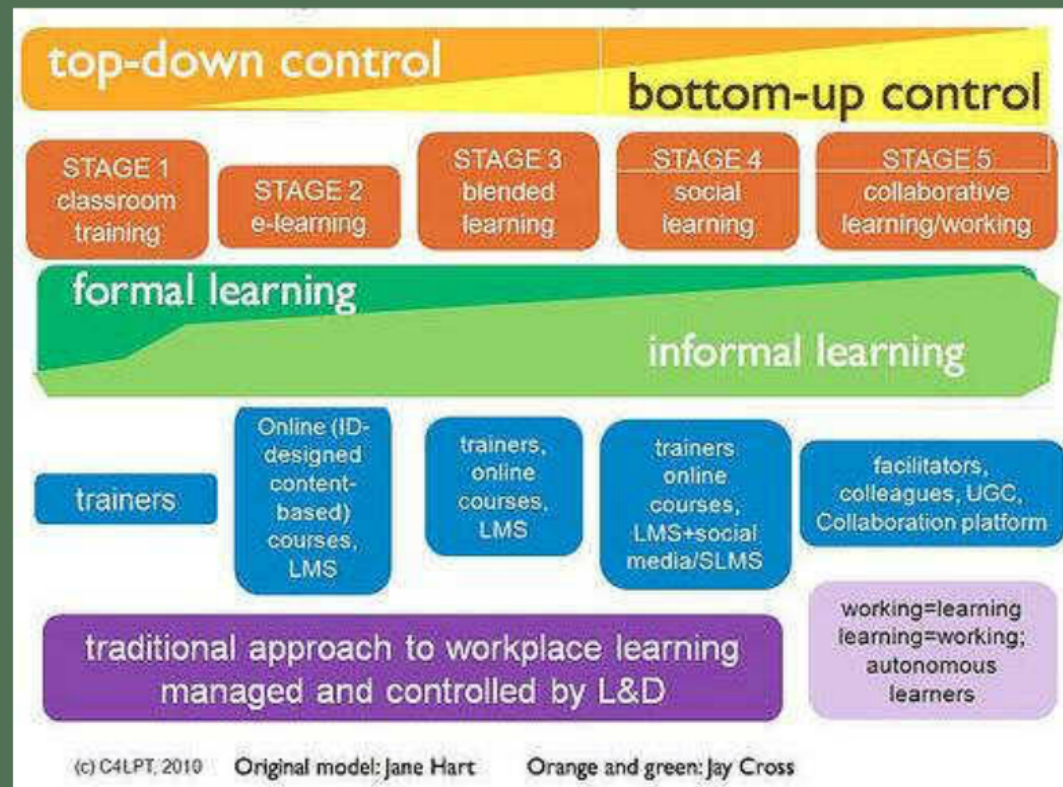 top-down control
bottom-up control
STAGE 1
classroom
training
STAGE 2
e-learning
STAGE 3
blended
learning
STAGE 4
social
learning
STAGE 5
collaborative
learning/working
formal learning
informal learning
trainers
Online (ID-
designed
content-
based)
courses,
LMS
trainers,
online
courses,
LMS
trainers
online
courses,
LMS+social
media/SLMS
facilitators,
colleagues, UGC,
Collaboration platform
traditional approach to workplace learning
managed and controlled by L&D
working=learning
learning=working;
autonomous
learners
(c) C4LPT, 2010 Original model: Jane Hart Orange and green: Jay Cross